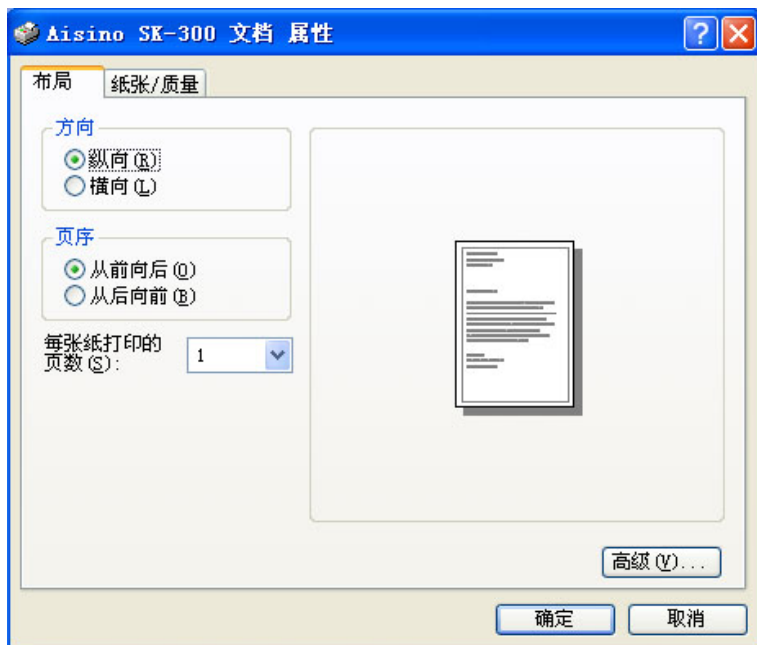 Aisino SK-300 文档 属性
布局
纸张/质量
方向
纵向(R)
横向(L)
页序
从前向后(O)
从后向前(B)
每张纸打印的
页数(S):
1
高级(V)...
确定
取消